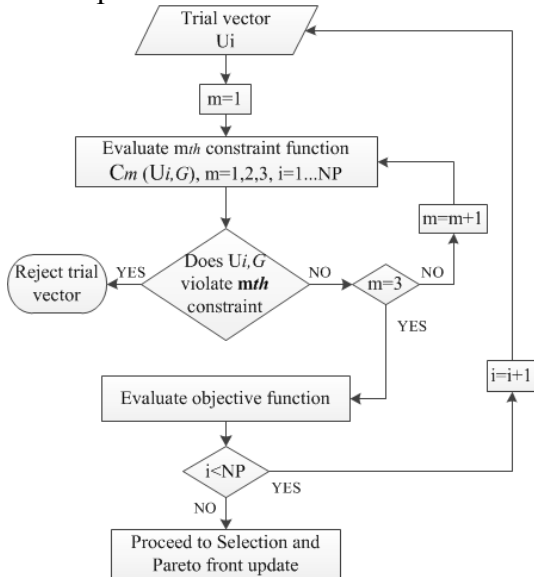 Trial vector
Ui
m=1
Evaluate mth constraint function
Cm (Ui,G), m=1,2,3, i=1...NP
m=m+1
Does Ui,G
violate mth
constraint
YES
Reject trial
vector
NO
m=3
NO
YES
i=i+1
Evaluate objective function
i<NP
YES
NO
Proceed to Selection and
Pareto front update